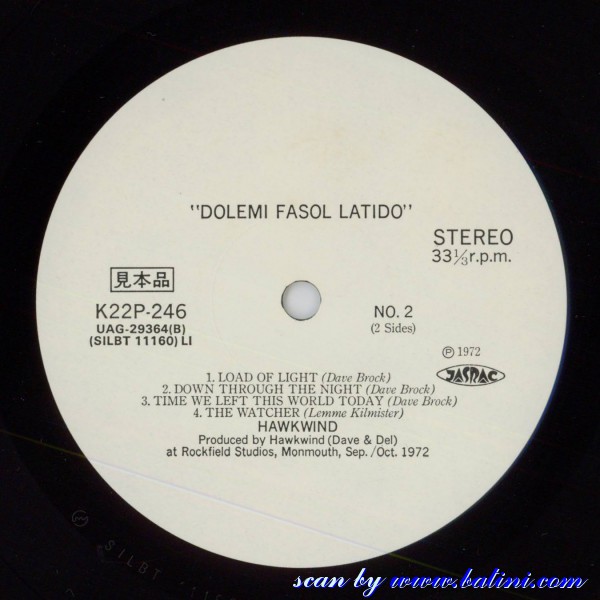 "DOLEMI FASOL LATIDO"
STEREO
33 1/3 r.p.m.
見本品
K22P-246
UAG-29364(B)
(SILBT 11160) LI
NO. 2
(2 Sides)
Ⓟ 1972
JASRAC
1. LOAD OF LIGHT (Dave Brock)
2. DOWN THROUGH THE NIGHT (Dave Brock)
3. TIME WE LEFT THIS WORLD TODAY (Dave Brock)
4. THE WATCHER (Lemme Kilmister)
HAWKWIND
Produced by Hawkwind (Dave & Del)
at Rockfield Studios, Monmouth, Sep./Oct. 1972
SILBT
scan by www.batini.com